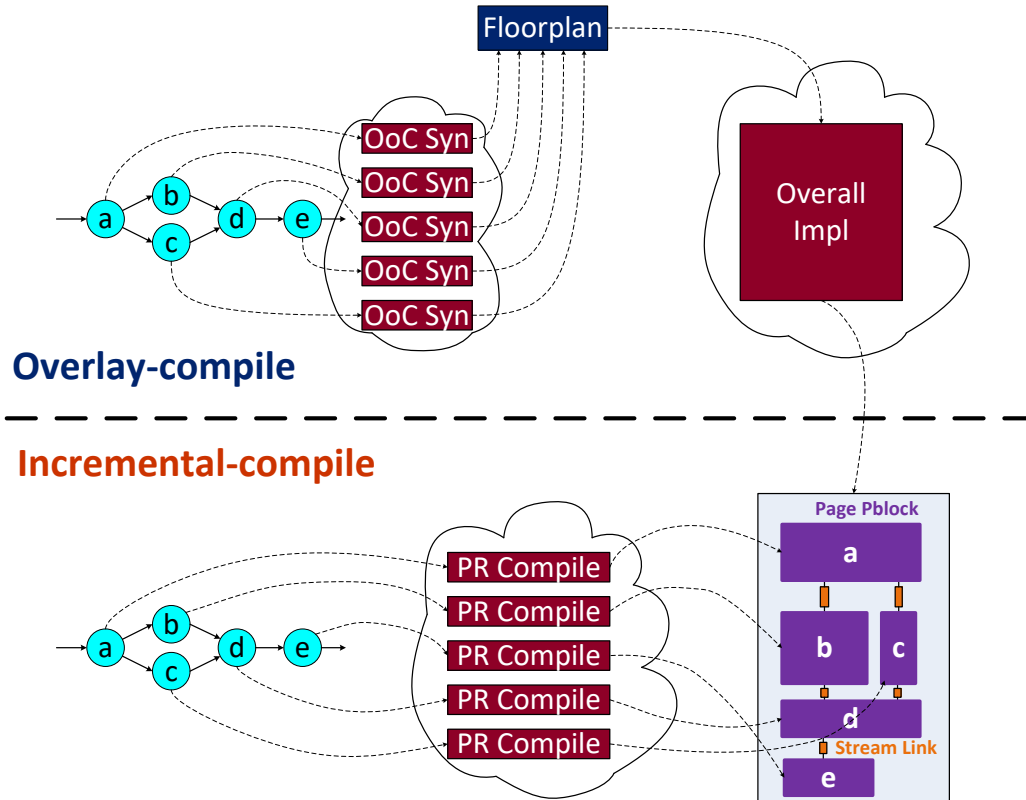 Floorplan
OoC Syn
OoC Syn
OoC Syn
OoC Syn
OoC Syn
a
b
c
d
e
Overall
Impl
Overlay-compile
Incremental-compile
a
b
c
d
e
PR Compile
PR Compile
PR Compile
PR Compile
PR Compile
Page Pblock
a
b
c
d
Stream Link
e